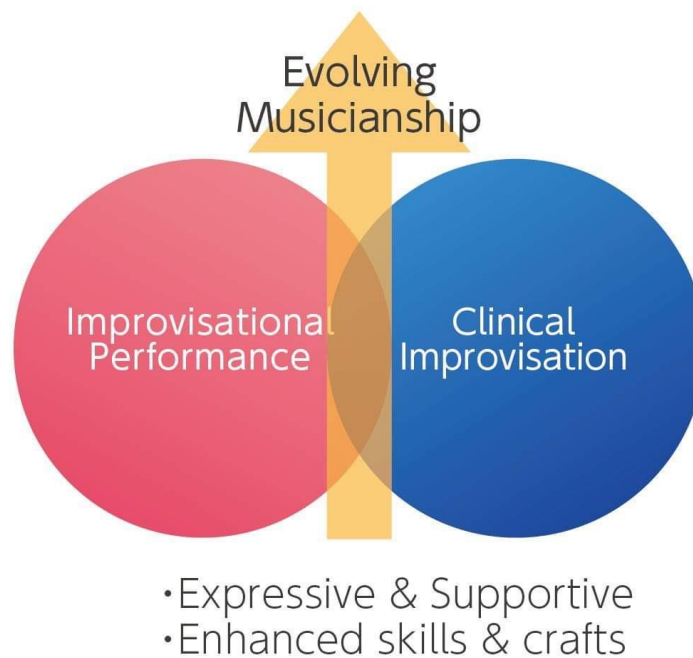 Evolving
Musicianship
Improvisational
Performance
Clinical
Improvisation
・Expressive & Supportive
・Enhanced skills & crafts